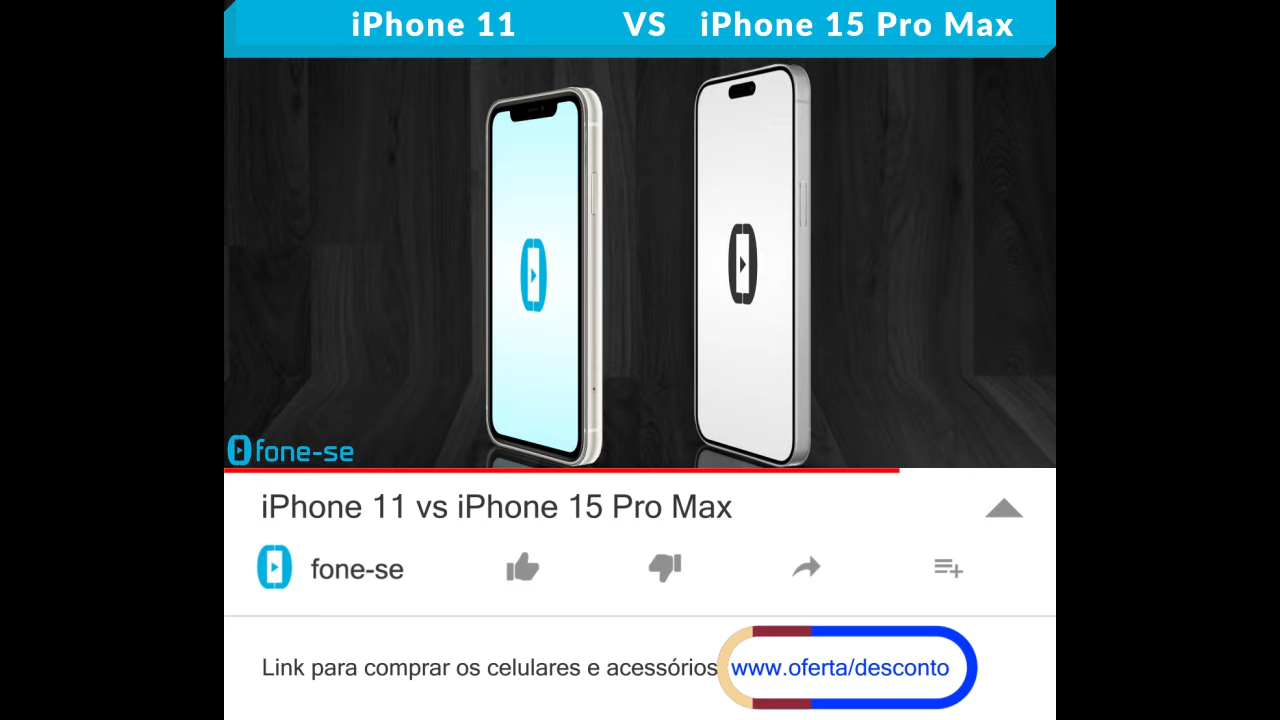 iPhone 11 VS iPhone 15 Pro Max
fone-se
iPhone 11 vs iPhone 15 Pro Max
fone-se
Link para comprar os celulares e acessórios www.oferta/desconto